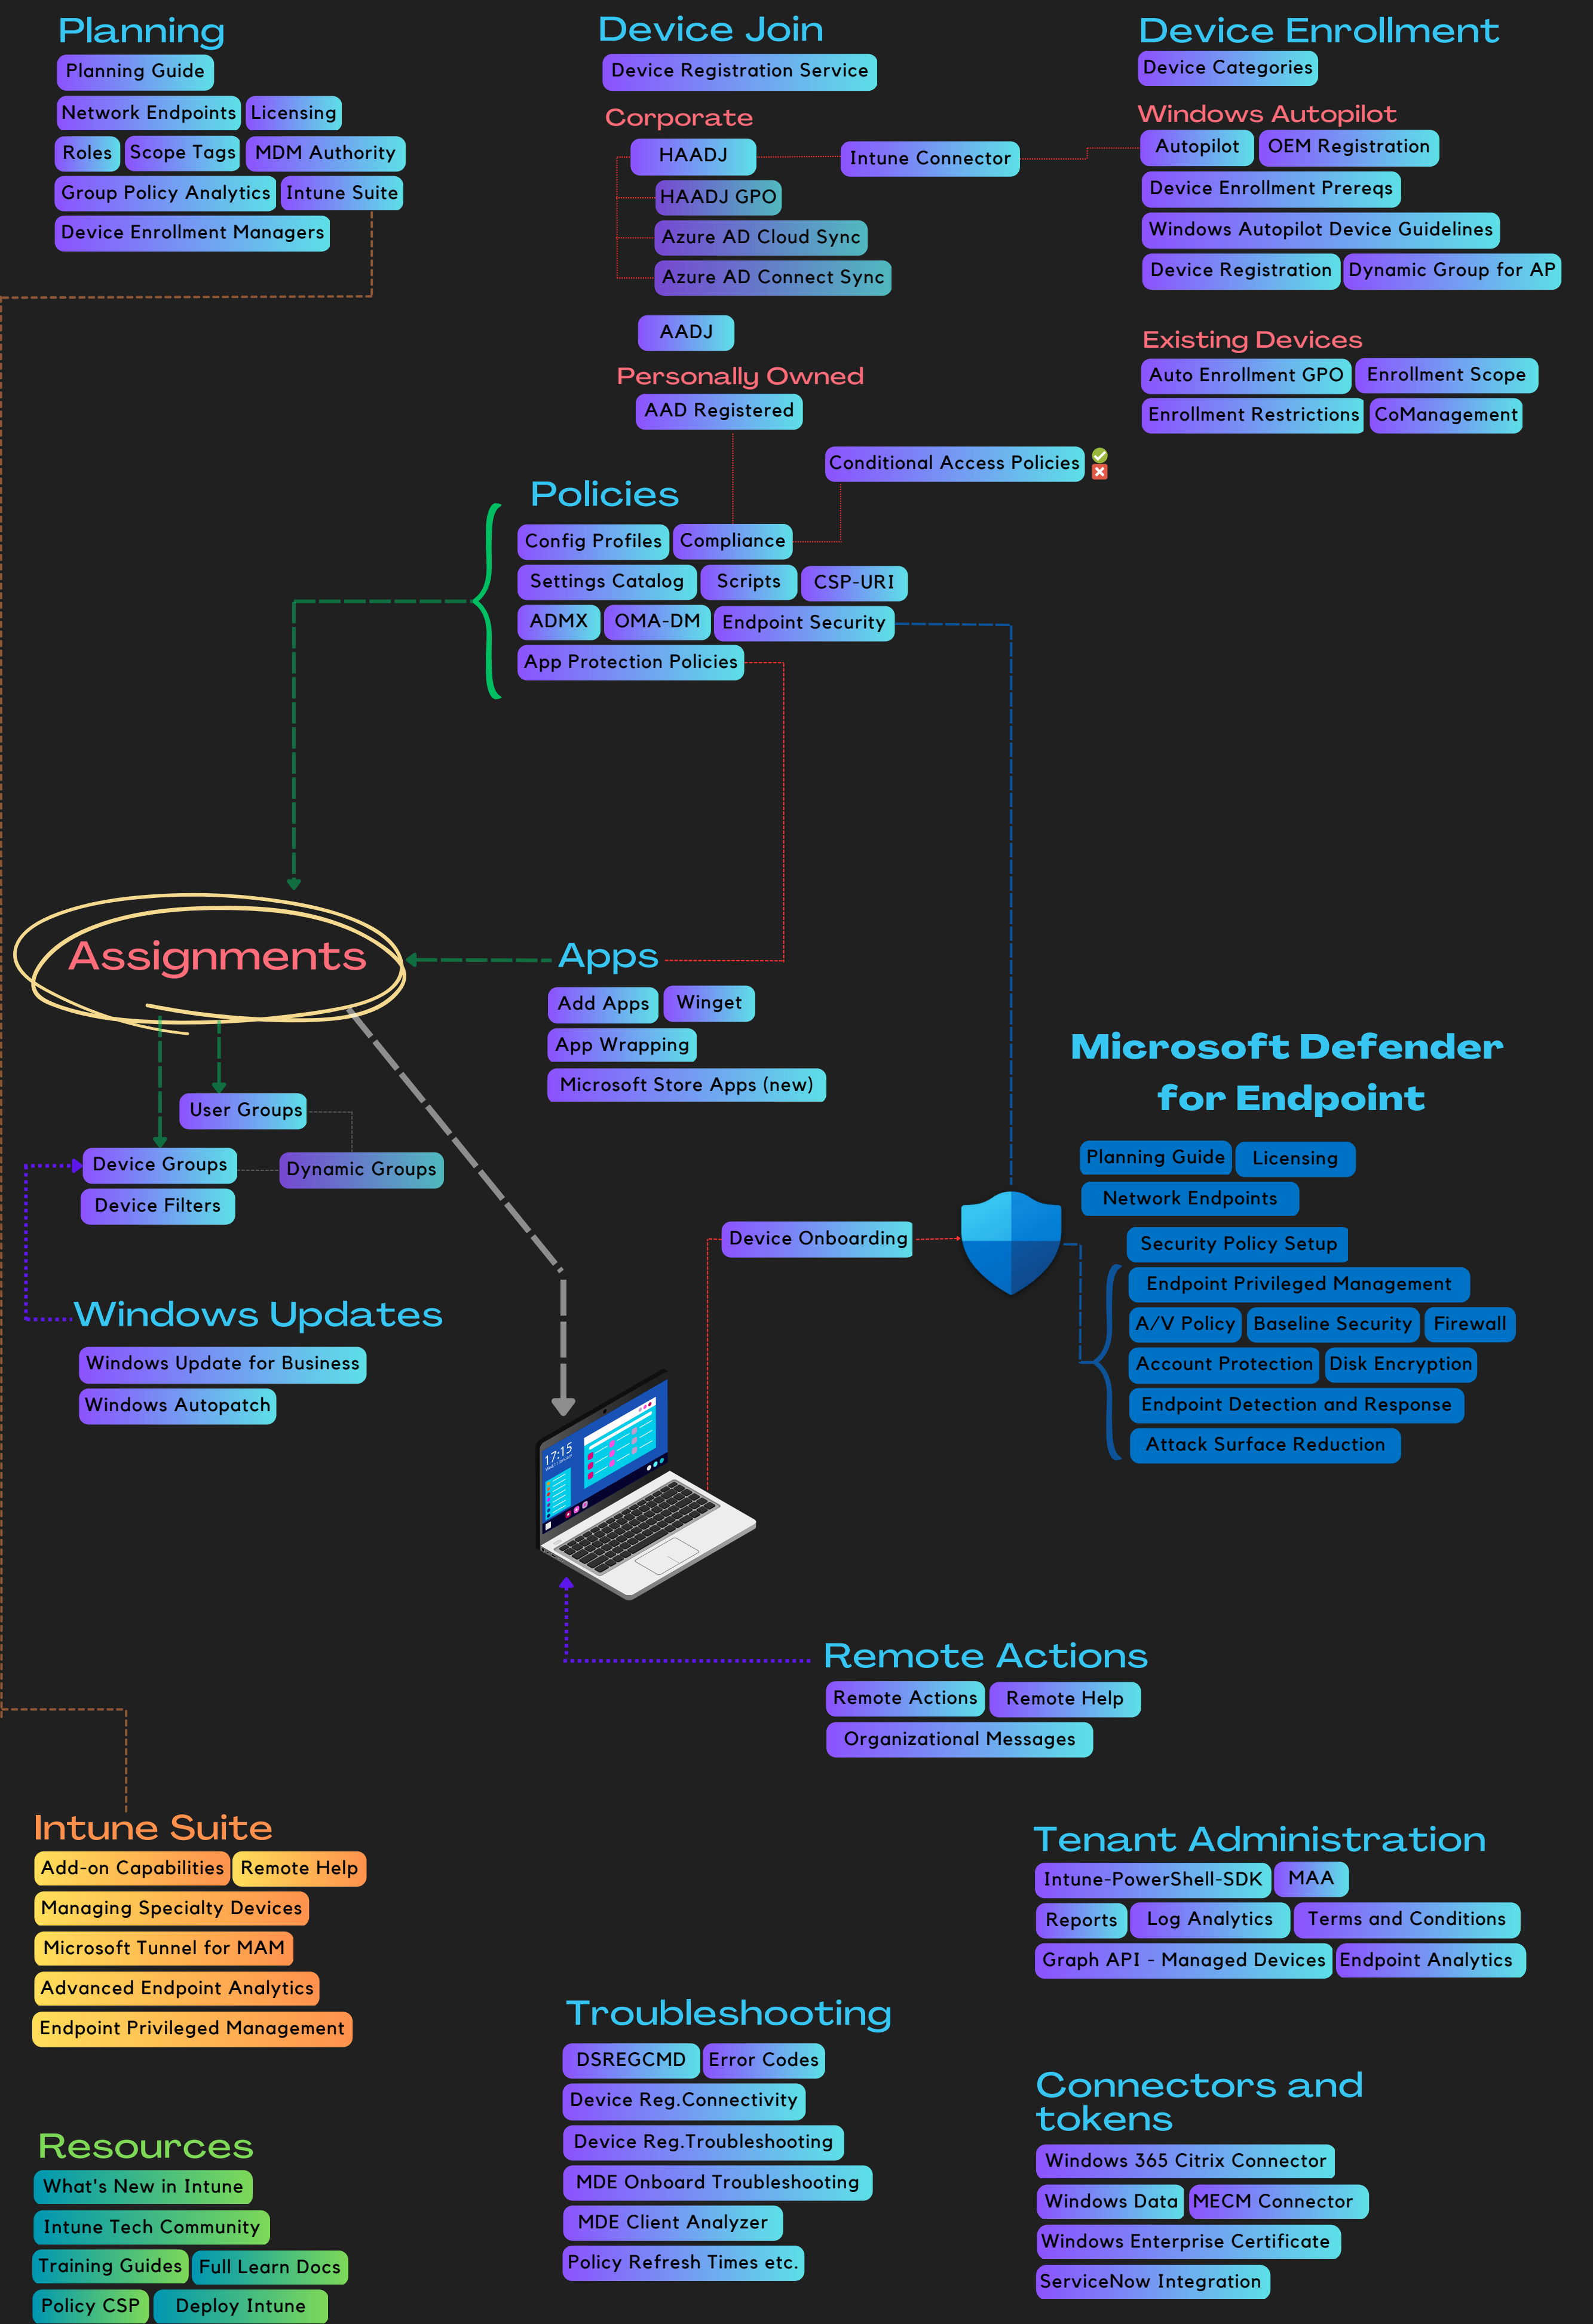 Planning
Planning Guide
Network Endpoints
Licensing
Roles
Scope Tags
MDM Authority
Group Policy Analytics
Intune Suite
Device Enrollment Managers
Device Join
Device Registration Service
Corporate
HAADJ
Intune Connector
HAADJ GPO
Azure AD Cloud Sync
Azure AD Connect Sync
AADJ
Personally Owned
AAD Registered
Device Enrollment
Device Categories
Windows Autopilot
Autopilot
OEM Registration
Device Enrollment Prereqs
Windows Autopilot Device Guidelines
Device Registration
Dynamic Group for AP
Existing Devices
Auto Enrollment GPO
Enrollment Scope
Enrollment Restrictions
CoManagement
Conditional Access Policies
Policies
Config Profiles
Compliance
Settings Catalog
Scripts
CSP-URI
ADMX
OMA-DM
Endpoint Security
App Protection Policies
Assignments
Apps
Add Apps
Winget
App Wrapping
Microsoft Store Apps (new)
User Groups
Device Groups
Dynamic Groups
Device Filters
Microsoft Defender
for Endpoint
Planning Guide
Licensing
Network Endpoints
Security Policy Setup
Endpoint Privileged Management
A/V Policy
Baseline Security
Firewall
Account Protection
Disk Encryption
Endpoint Detection and Response
Attack Surface Reduction
Device Onboarding
Windows Updates
Windows Update for Business
Windows Autopatch
17:15
Remote Actions
Remote Actions
Remote Help
Organizational Messages
Intune Suite
Add-on Capabilities
Remote Help
Managing Specialty Devices
Microsoft Tunnel for MAM
Advanced Endpoint Analytics
Endpoint Privileged Management
Tenant Administration
Intune-PowerShell-SDK
MAA
Reports
Log Analytics
Terms and Conditions
Graph API - Managed Devices
Endpoint Analytics
Troubleshooting
DSREGCMD
Error Codes
Device Reg.Connectivity
Device Reg.Troubleshooting
MDE Onboard Troubleshooting
MDE Client Analyzer
Policy Refresh Times etc.
Connectors and
tokens
Windows 365 Citrix Connector
Windows Data
MECM Connector
Windows Enterprise Certificate
ServiceNow Integration
Resources
What's New in Intune
Intune Tech Community
Training Guides
Full Learn Docs
Policy CSP
Deploy Intune